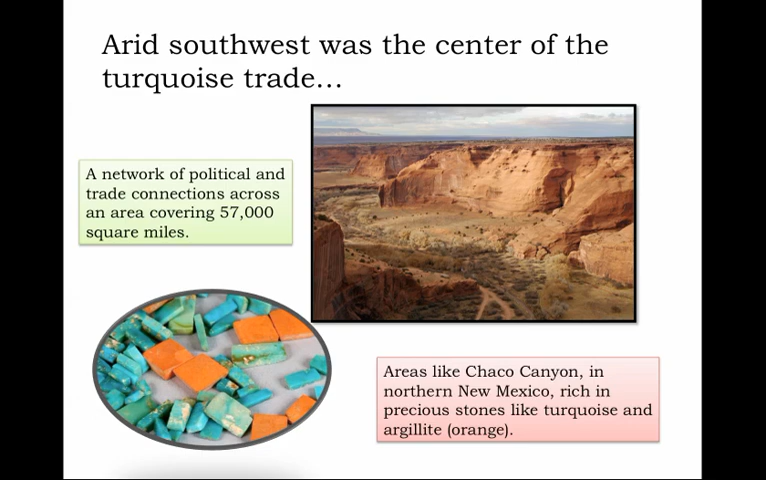 Arid southwest was the center of the
turquoise trade…
A network of political and
trade connections across
an area covering 57,000
square miles.
Areas like Chaco Canyon, in
northern New Mexico, rich in
precious stones like turquoise and
argillite (orange).